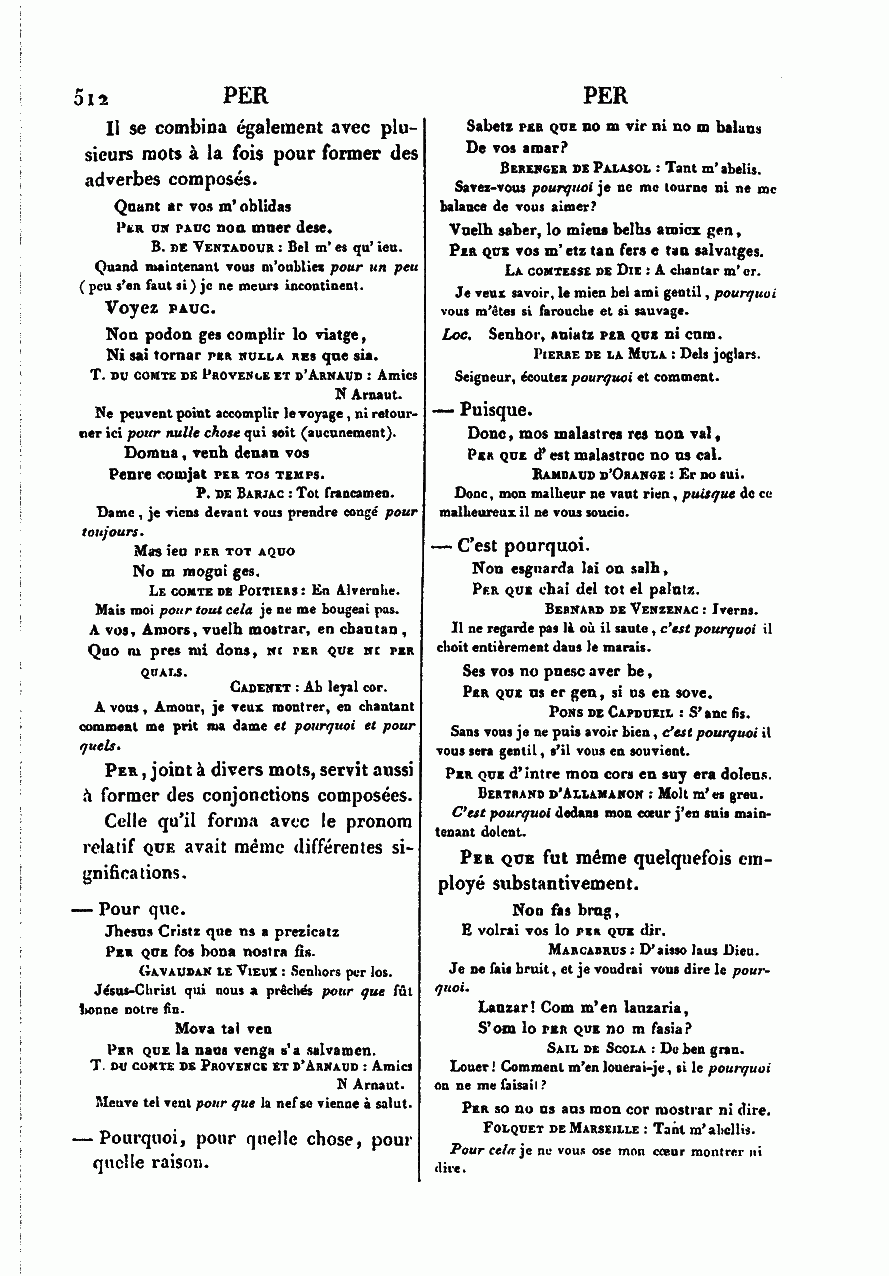 512 PER PER
Il se combina également avec plu-
sieurs mots à la fois pour former des
adverbes composés.
Quant ar vos m'oblidas
PER UN PAUC non muer dese.
B. DE VENTADOUR : Bel m'es qu'ieu.
Quand maintenant vous m'oubliez pour un peu
(peu s'en faut si) je ne meurs incontinent.
Voyez PAUC.
Non podon ges complir lo viatge,
Ni sai tornar PER NULLA RES que sia.
T. DU COMTE DE PROVENCE ET D'ARNAUD : Amics
N Arnaut.
Ne peuvent point accomplir le voyage, ni retour-
ner ici pour nulle chose qui soit (aucunement).
Domna, venh denan vos
Penre comjat PER TOS TEMPS.
P. DE BARJAC : Tot francamen.
Dame, je viens devant vous prendre congé pour
toujours.
Mas ieu PER TOT AQUO
No m mogui ges.
LE COMTE DE POITIERS : En Alvernhe.
Mais moi pour tout cela je ne me bougeai pas.
A vos, Amors, vuelh mostrar, en chantan,
Quo m pres mi dons, NI PER QUE NI PER
QUALS.
CADENET : Ab leyal cor.
A vous, Amour, je veux montrer, en chantant
comment me prit ma dame et pourquoi et pour
quels.
PER, joint à divers mots, servit aussi
à former des conjonctions composées.
Celle qu'il forma avec le pronom
relatif QUE avait même différentes si-
gnifications.
— Pour que.
Jhesus Cristz que ns a prezicatz
PER QUE fos bona nostra fis.
GAVAUDAN LE VIEUX : Senhors per los.
Jésus-Christ qui nous a prêchés pour que fût
bonne notre fin.
Mova tal ven
PER QUE la naus venga s'a salvamen.
T. DU COMTE DE PROVENCE ET D'ARNAUD : Amics
N Arnaut.
Meuve tel vent pour que la nef se vienne à salut.
— Pourquoi, pour quelle chose, pour
quelle raison.
Sabetz PER QUE no m vir ni no m balans
De vos amar?
BERENGER DE PALASOL : Tant m'abelis.
Savez-vous pourquoi je ne me tourne ni ne me
balance de vous aimer?
Vuelh saber, lo mieus belhs amicx gen,
PER QUE vos m'etz tan fers e tan salvatges.
LA COMTESSE DE DIE : A chantar m'er.
Je veux savoir, le mien bel ami gentil, pourquoi
vous m'êtes si farouche et si sauvage.
Loc. Senhor, aniatz PER QUE ni cum.
PIERRE DE LA MULA : Dels joglars.
Seigneur, écoutez pourquoi et comment.
— Puisque.
Donc, mos malastres res non val,
PER QUE d'est malastruc no us cal.
RAMBAUD D'ORANGE : Er no sui.
Donc, mon malheur ne vaut rien, puisque de ce
malheureux il ne vous soucie.
— C'est pourquoi.
Non esguarda lai on salh,
PER QUE chai del tot el palutz.
BERNARD DE VENZENAC : Iverns.
Il ne regarde pas là où il saute, c'est pourquoi il
choit entièrement dans le marais.
Ses vos no puesc aver be,
PER QUE us er gen, si us en sove.
PONS DE CAPDUEIL : S'anc fis.
Sans vous je ne puis avoir bien, c'est pourquoi il
vous sera gentil, s'il vous en souvient.
PER QUE d'intre mon cors en suy era dolens.
BERTRAND D'ALLAMANON : Molt m'es greu.
C'est pourquoi dedans mon cœur j'en suis main-
tenant dolent.
PER QUE fut même quelquefois em-
ployé substantivement.
Non fas brug,
E volrai vos lo PER QUE dir.
MARCABRUS : D'aisso laus Dieu.
Je ne fais bruit, et je voudrai vous dire le pour-
quoi.
Lauzar! Com m'en lauzaria,
S'om lo PER QUE no m fasia?
SAIL DE SCOLA : De ben gran.
Louer! Comment m'en louerai-je, si le pourquoi
on ne me faisait?
PER so no us aus mon cor mostrar ni dire.
FOLQUET DE MARSEILLE : Tant m'abellis.
Pour cela je ne vous ose mon cœur montrer ni
dire.